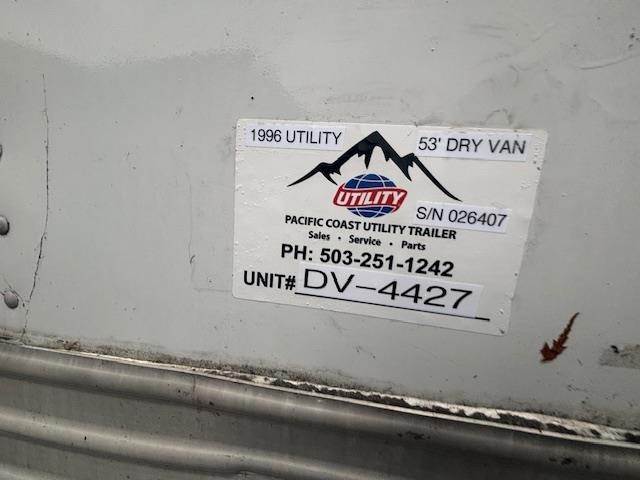 1996 UTILITY
53' DRY VAN
UTILITY
S/N 026407
PACIFIC COAST UTILITY TRAILER
Sales • Service • Parts
PH: 503-251-1242
UNIT# DV-4427